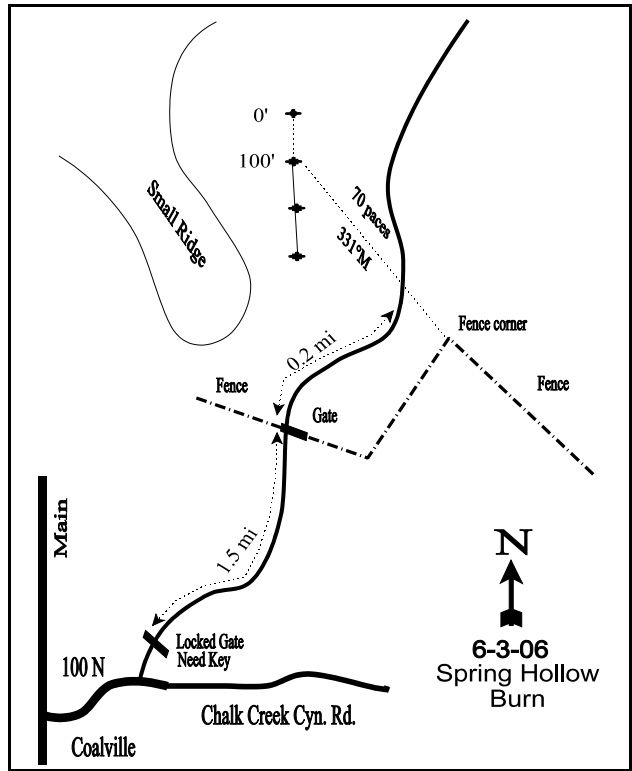 0'
100'
Small Ridge
70 paces
331°M
Fence corner
0.2 mi
Fence
Fence
Gate
Main
1.5 mi
N
Locked Gate
Need Key
6-3-06
Spring Hollow
Burn
100 N
Chalk Creek Cyn. Rd.
Coalville